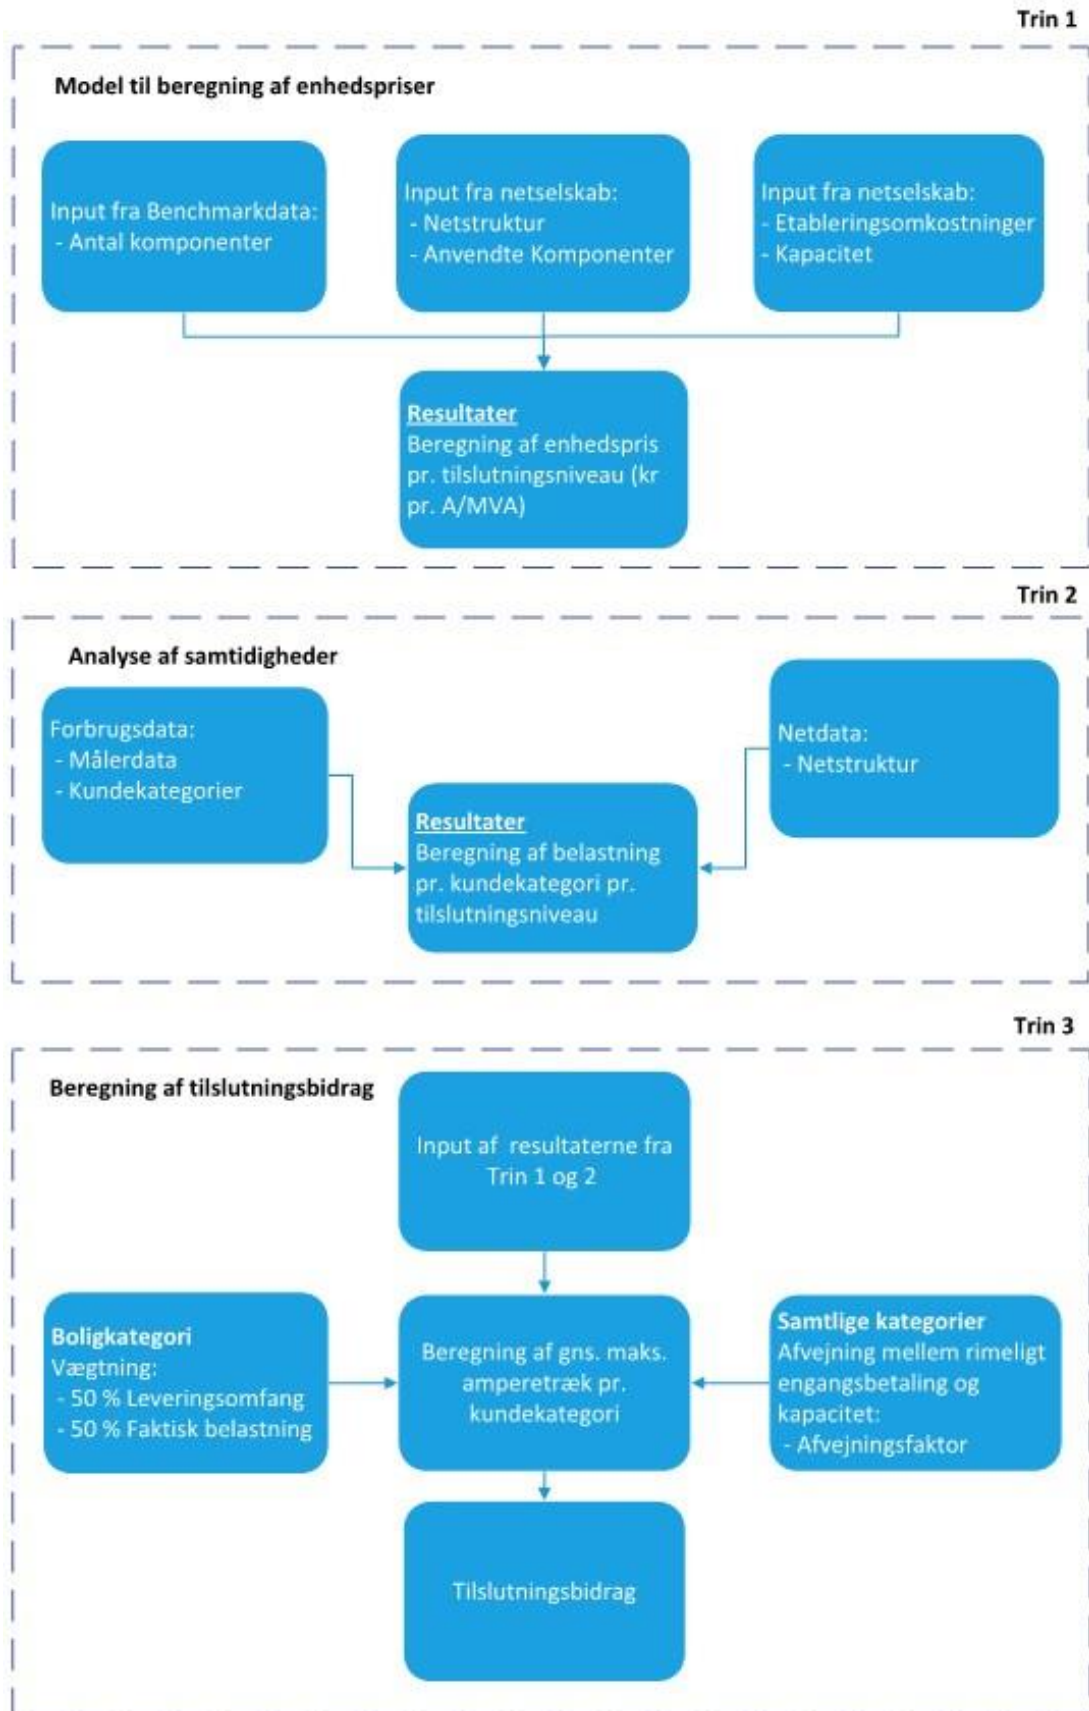 Trin 1
Model til beregning af enhedspriser
Input fra Benchmarkdata:
- Antal komponenter
Input fra netselskab:
- Netstruktur
- Anvendte Komponenter
Input fra netselskab:
- Etableringsomkostninger
- Kapacitet
Resultater
Beregning af enhedspris
pr. tilslutningsniveau (kr
pr. A/MVA)
Trin 2
Analyse af samtidigheder
Forbrugsdata:
- Målerdata
- Kundekategorier
Netdata:
- Netstruktur
Resultater
Beregning af belastning
pr. kundekategori pr.
tilslutningsniveau
Trin 3
Beregning af tilslutningsbidrag
Input af resultaterne fra
Trin 1 og 2
Boligkategori
Vægtning:
- 50 % Leveringsomfang
- 50 % Faktisk belastning
Beregning af gns. maks.
amperetræk pr.
kundekategori
Samtlige kategorier
Afvejning mellem rimeligt
engangsbetaling og
kapacitet:
- Afvejningsfaktor
Tilslutningsbidrag